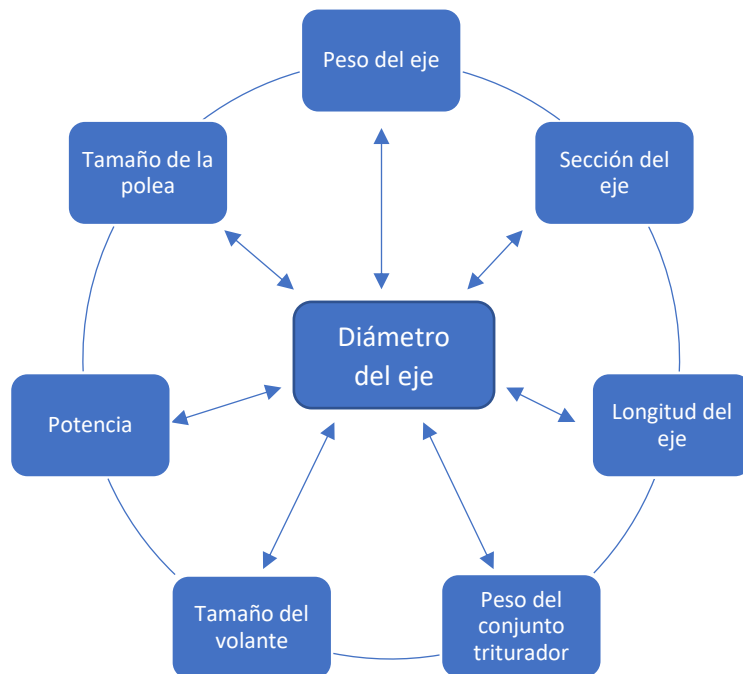 Peso del eje
Tamaño de la
polea
Sección del
eje
Diámetro
del eje
Potencia
Longitud del
eje
Tamaño del
volante
Peso del
conjunto
triturador